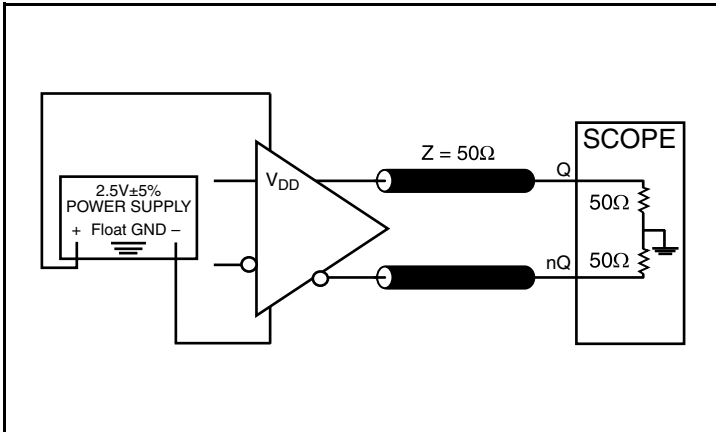 SCOPE
Z = 50Ω
Q
V_DD
2.5V±5%
POWER SUPPLY
+ Float GND –
50Ω
nQ
50Ω